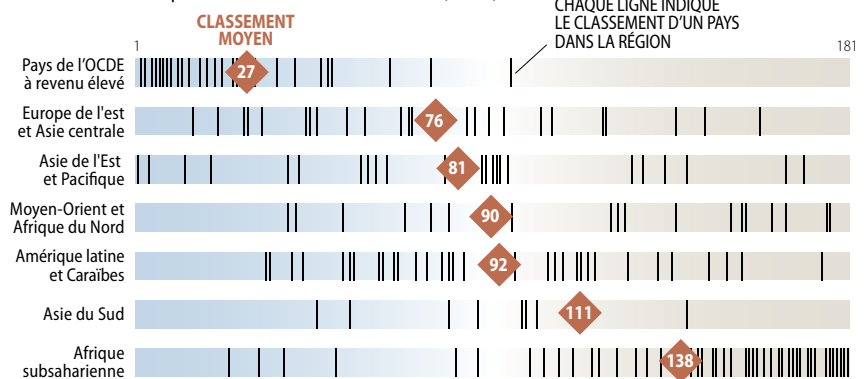 CHAQUE LIGNE INDIQUE
LE CLASSEMENT D'UN PAYS
DANS LA RÉGION
CLASSEMENT
MOYEN
1
181
Pays de l'OCDE
à revenu élevé
27
Europe de l'est
et Asie centrale
76
Asie de l'Est
et Pacifique
81
Moyen-Orient et
Afrique du Nord
90
Amérique latine
et Caraïbes
92
Asie du Sud
111
Afrique
subsaharienne
138